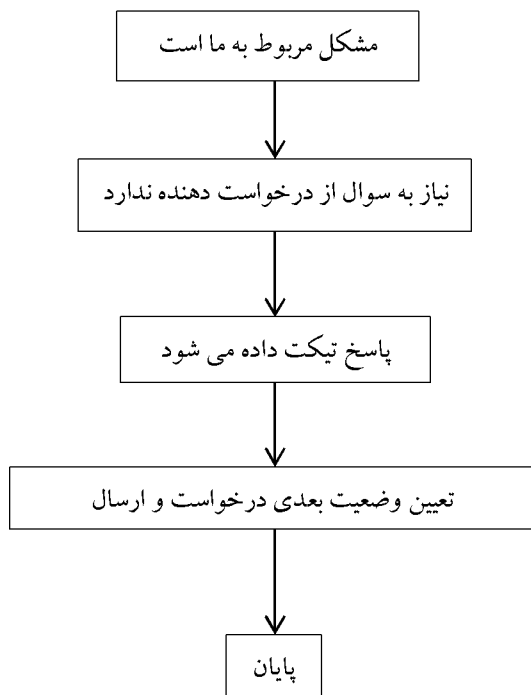 مشکل مربوط به ما است
نیاز به سوال از درخواست دهنده ندارد
پاسخ تیکت داده می شود
تعیین وضعیت بعدی درخواست و ارسال
پایان